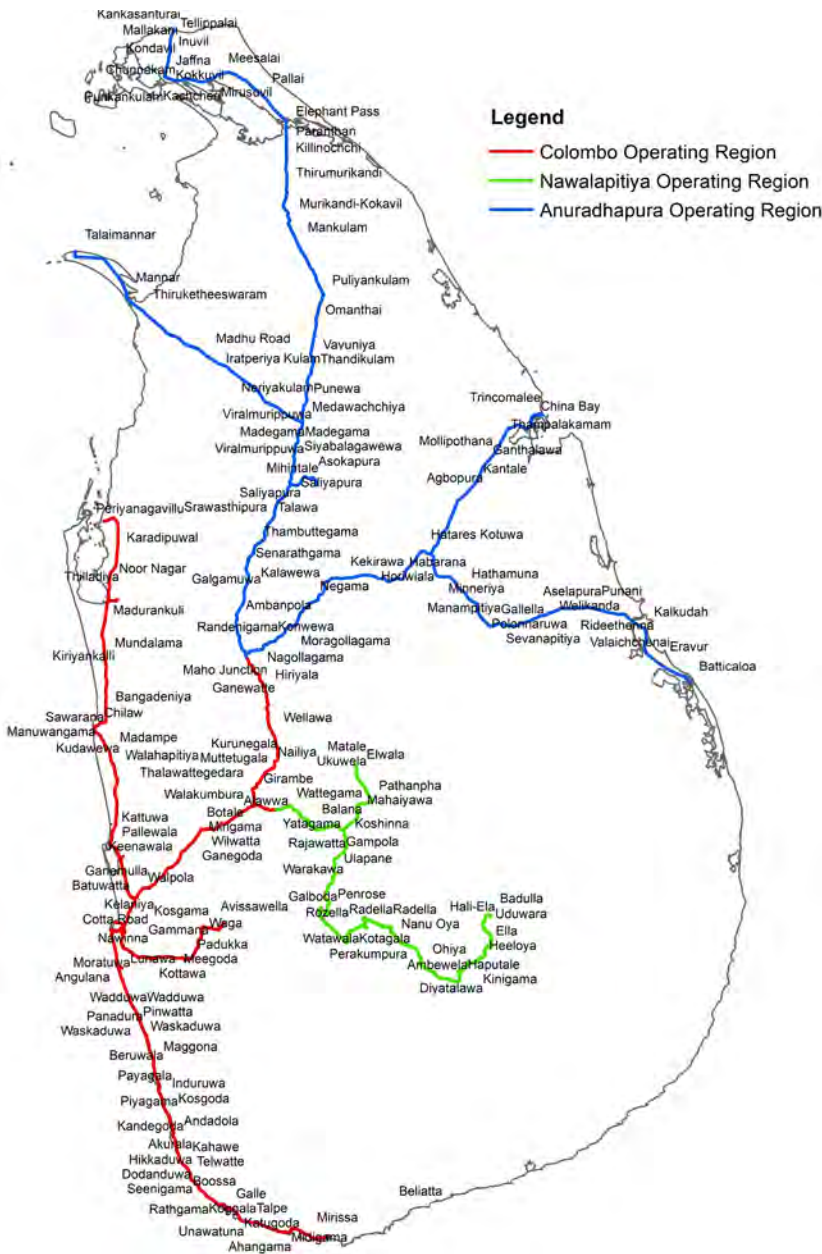 Kankasanturai
Tellippalai
Mallakam
Inuvil
Kondavil
Jaffna
Meesalai
Chunnekam
Kokkuvil
Pallai
Punkankulam
Kachcheri
Mirusuvil
Elephant Pass
Paranthan
Killinochchi
Thirumurikandi
Murikandi-Kokavil
Mankulam
Legend
Colombo Operating Region
Nawalapitiya Operating Region
Anuradhapura Operating Region
Talaimannar
Mannar
Thiruketheeswaram
Puliyankulam
Omanthai
Madhu Road
Vavuniya
Iratperiya Kulam
Thandikulam
Neriyakulam
Punewa
Medawachchiya
Viralmurippuwa
Madegama
Madegama
Viralmurippuwa
Siyabalagawewa
Asokapura
Mihintale
Saliyapura
Saliyapura
Trincomalee
China Bay
Thampalakamam
Mollipothana
Ganthalawa
Kantale
Agbopura
Periyanagavillu
Srawasthipura
Talawa
Karadipuwal
Thambuttegama
Hatares Kotuwa
Senarathgama
Noor Nagar
Thilladiya
Galgamuwa
Kalawewa
Kekirawa
Habarana
Horiwiala
Hathamuna
Negama
Minneriya
Aselapura
Punani
Madurankuli
Ambanpola
Manampitiya
Gallella
Welikanda
Kalkudah
Randenigama
Konwewa
Polonnaruwa
Rideethenna
Mundalama
Moragollagama
Sevanapitiya
Valaichchenai
Eravur
Kiriyankalli
Nagollagama
Maho Junction
Hiriyala
Batticaloa
Ganewatte
Bangadeniya
Sawarana
Chilaw
Wellawa
Manuwangama
Madampe
Kurunegala
Kudawewa
Walahapitiya
Muttetugala
Nailiya
Matale
Elwala
Ukuwela
Thalawattegedara
Girambe
Pathanpha
Walakumbura
Wattegama
Mahaiyawa
Alawwa
Balana
Kattuwa
Botale
Yatagama
Koshinna
Pallewala
Mirigama
Keenawala
Wilwatta
Rajawatta
Gampola
Ganegoda
Ulapane
Ganemulla
Walpola
Warakawa
Batuwatta
Kelaniya
Avissawella
Galboda
Penrose
Hali-Ela
Badulla
Kosgama
Rozella
Radella
Radella
Uduwara
Cotta Road
Waga
Nanu Oya
Gammana
Ella
Nawinna
Padukka
Watawala
Kotagala
Heeloya
Lunawa
Meegoda
Perakumpura
Ohiya
Moratuwa
Kottawa
Ambewela
Haputale
Angulana
Kinigama
Diyatalawa
Wadduwa
Wadduwa
Panadura
Pinwatta
Waskaduwa
Waskaduwa
Maggona
Beruwala
Payagala
Induruwa
Piyagama
Kosgoda
Kandegoda
Andadola
Akurala
Kahawe
Hikkaduwa
Telwatte
Dodanduwa
Boossa
Seenigama
Galle
Beliatta
Rathgama
Koggala
Talpe
Mirissa
Katugoda
Unawatuna
Midigama
Ahangama